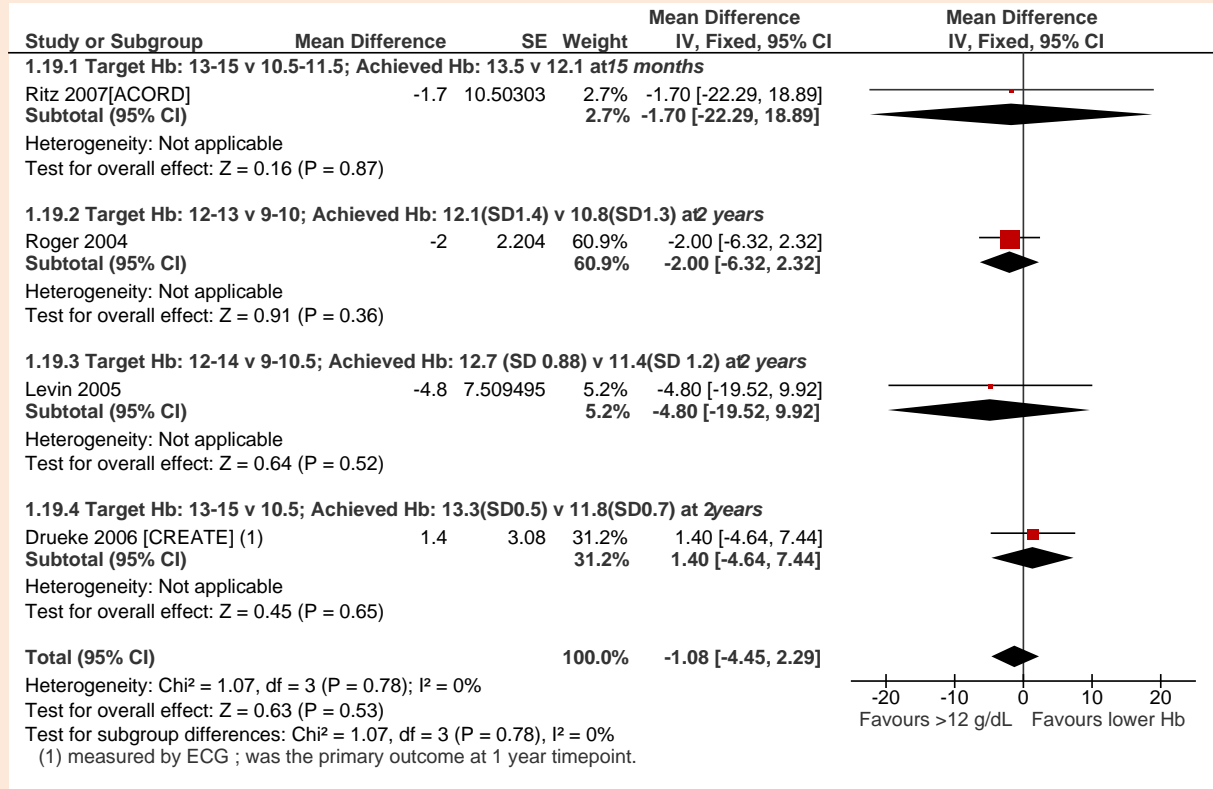 Mean Difference Mean Difference
Study or Subgroup Mean Difference SE Weight IV, Fixed, 95% CI IV, Fixed, 95% CI
1.19.1 Target Hb: 13-15 v 10.5-11.5; Achieved Hb: 13.5 v 12.1 at15 months
Ritz 2007[ACORD] -1.7 10.50303 2.7% -1.70 [-22.29, 18.89]
Subtotal (95% CI) 2.7% -1.70 [-22.29, 18.89]
Heterogeneity: Not applicable
Test for overall effect: Z = 0.16 (P = 0.87)
1.19.2 Target Hb: 12-13 v 9-10; Achieved Hb: 12.1(SD1.4) v 10.8(SD1.3) at2 years
Roger 2004 -2 2.204 60.9% -2.00 [-6.32, 2.32]
Subtotal (95% CI) 60.9% -2.00 [-6.32, 2.32]
Heterogeneity: Not applicable
Test for overall effect: Z = 0.91 (P = 0.36)
1.19.3 Target Hb: 12-14 v 9-10.5; Achieved Hb: 12.7 (SD 0.88) v 11.4(SD 1.2) at2 years
Levin 2005 -4.8 7.509495 5.2% -4.80 [-19.52, 9.92]
Subtotal (95% CI) 5.2% -4.80 [-19.52, 9.92]
Heterogeneity: Not applicable
Test for overall effect: Z = 0.64 (P = 0.52)
1.19.4 Target Hb: 13-15 v 10.5; Achieved Hb: 13.3(SD0.5) v 11.8(SD0.7) at 2years
Drueke 2006 [CREATE] (1) 1.4 3.08 31.2% 1.40 [-4.64, 7.44]
Subtotal (95% CI) 31.2% 1.40 [-4.64, 7.44]
Heterogeneity: Not applicable
Test for overall effect: Z = 0.45 (P = 0.65)
Total (95% CI) 100.0% -1.08 [-4.45, 2.29]
Heterogeneity: Chi² = 1.07, df = 3 (P = 0.78); I² = 0%
Test for overall effect: Z = 0.63 (P = 0.53)
Test for subgroup differences: Chi² = 1.07, df = 3 (P = 0.78), I² = 0%
(1) measured by ECG ; was the primary outcome at 1 year timepoint.
-20 -10 0 10 20
Favours >12 g/dL Favours lower Hb